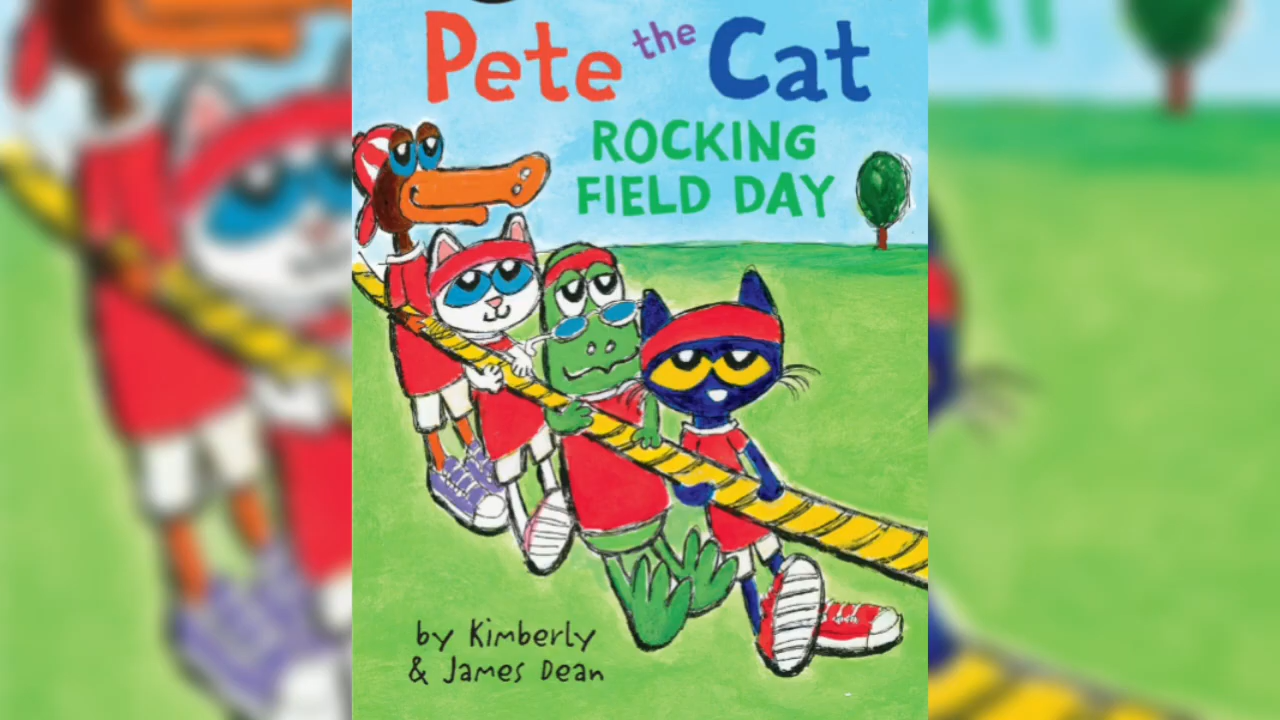 Pete the Cat
ROCKING
FIELD DAY
by Kimberly
& James Dean